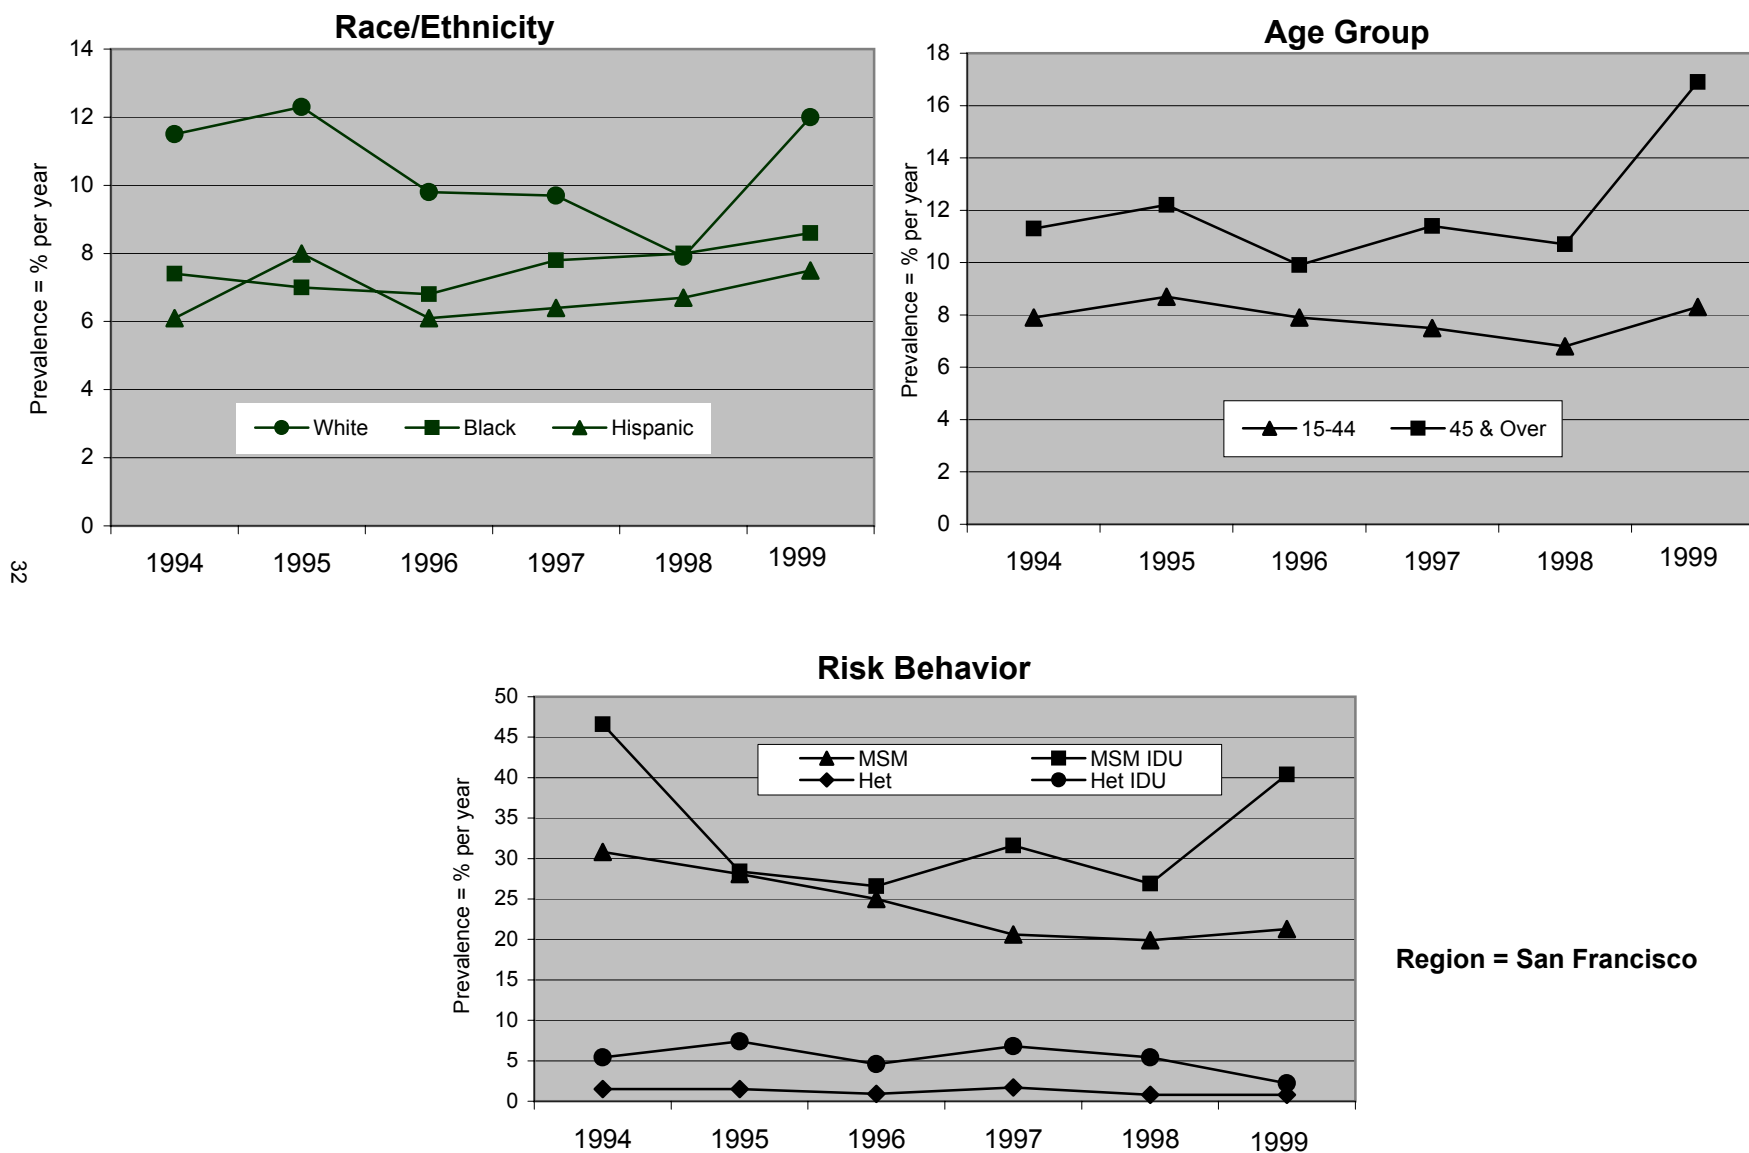 Race/Ethnicity
Prevalence = % per year
14
12
10
8
6
4
2
0
White Black Hispanic
1994 1995 1996 1997 1998 1999
Age Group
Prevalence = % per year
18
16
14
12
10
8
6
4
2
0
15-44 45 & Over
1994 1995 1996 1997 1998 1999
32
Risk Behavior
Prevalence = % per year
50
45
40
35
30
25
20
15
10
5
0
MSM MSM IDU
Het Het IDU
1994 1995 1996 1997 1998 1999
Region = San Francisco